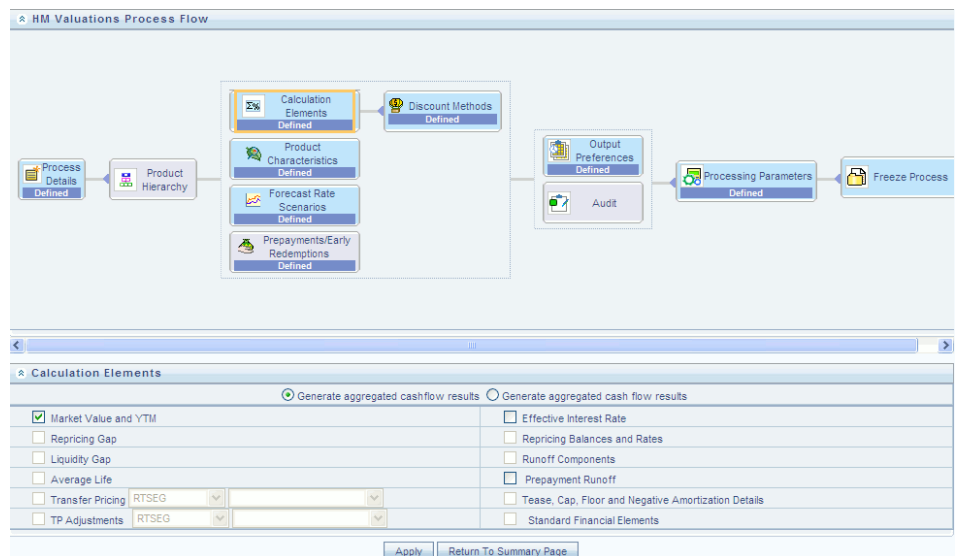 HM Valuations Process Flow
Process
Details
Defined
Product
Hierarchy
Calculation
Elements
Defined
Discount Methods
Defined
Product
Characteristics
Defined
Forecast Rate
Scenarios
Defined
Prepayments/Early
Redemptions
Defined
Output
Preferences
Defined
Audit
Processing Parameters
Defined
Freeze Process
Calculation Elements
Generate aggregated cashflow results Generate aggregated cash flow results
Market Value and YTM Effective Interest Rate
Repricing Gap Repricing Balances and Rates
Liquidity Gap Runoff Components
Average Life Prepayment Runoff
Transfer Pricing RTSEG Tease, Cap, Floor and Negative Amortization Details
TP Adjustments RTSEG Standard Financial Elements
Apply Return To Summary Page